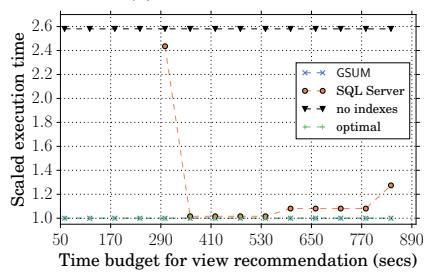 2.6
2.4
2.2
2.0
1.8
1.6
1.4
1.2
1.0
Scaled execution time
GSUM
SQL Server
no indexes
optimal
50 170 290 410 530 650 770 890
Time budget for view recommendation (secs)